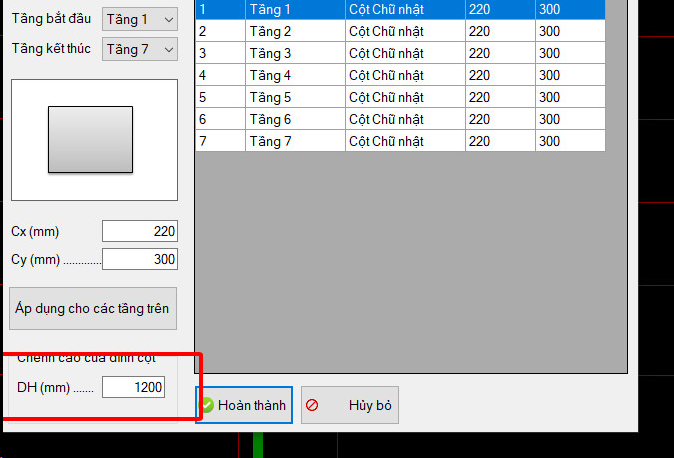 Tầng bắt đầu Tầng 1
Tầng kết thúc Tầng 7
Cx (mm) 220
Cy (mm) ............. 300
Áp dụng cho các tầng trên
Chênh cao của đỉnh cột
DH (mm) ....... 1200
1 Tầng 1 Cột Chữ nhật 220 300
2 Tầng 2 Cột Chữ nhật 220 300
3 Tầng 3 Cột Chữ nhật 220 300
4 Tầng 4 Cột Chữ nhật 220 300
5 Tầng 5 Cột Chữ nhật 220 300
6 Tầng 6 Cột Chữ nhật 220 300
7 Tầng 7 Cột Chữ nhật 220 300
Hoàn thành Hủy bỏ